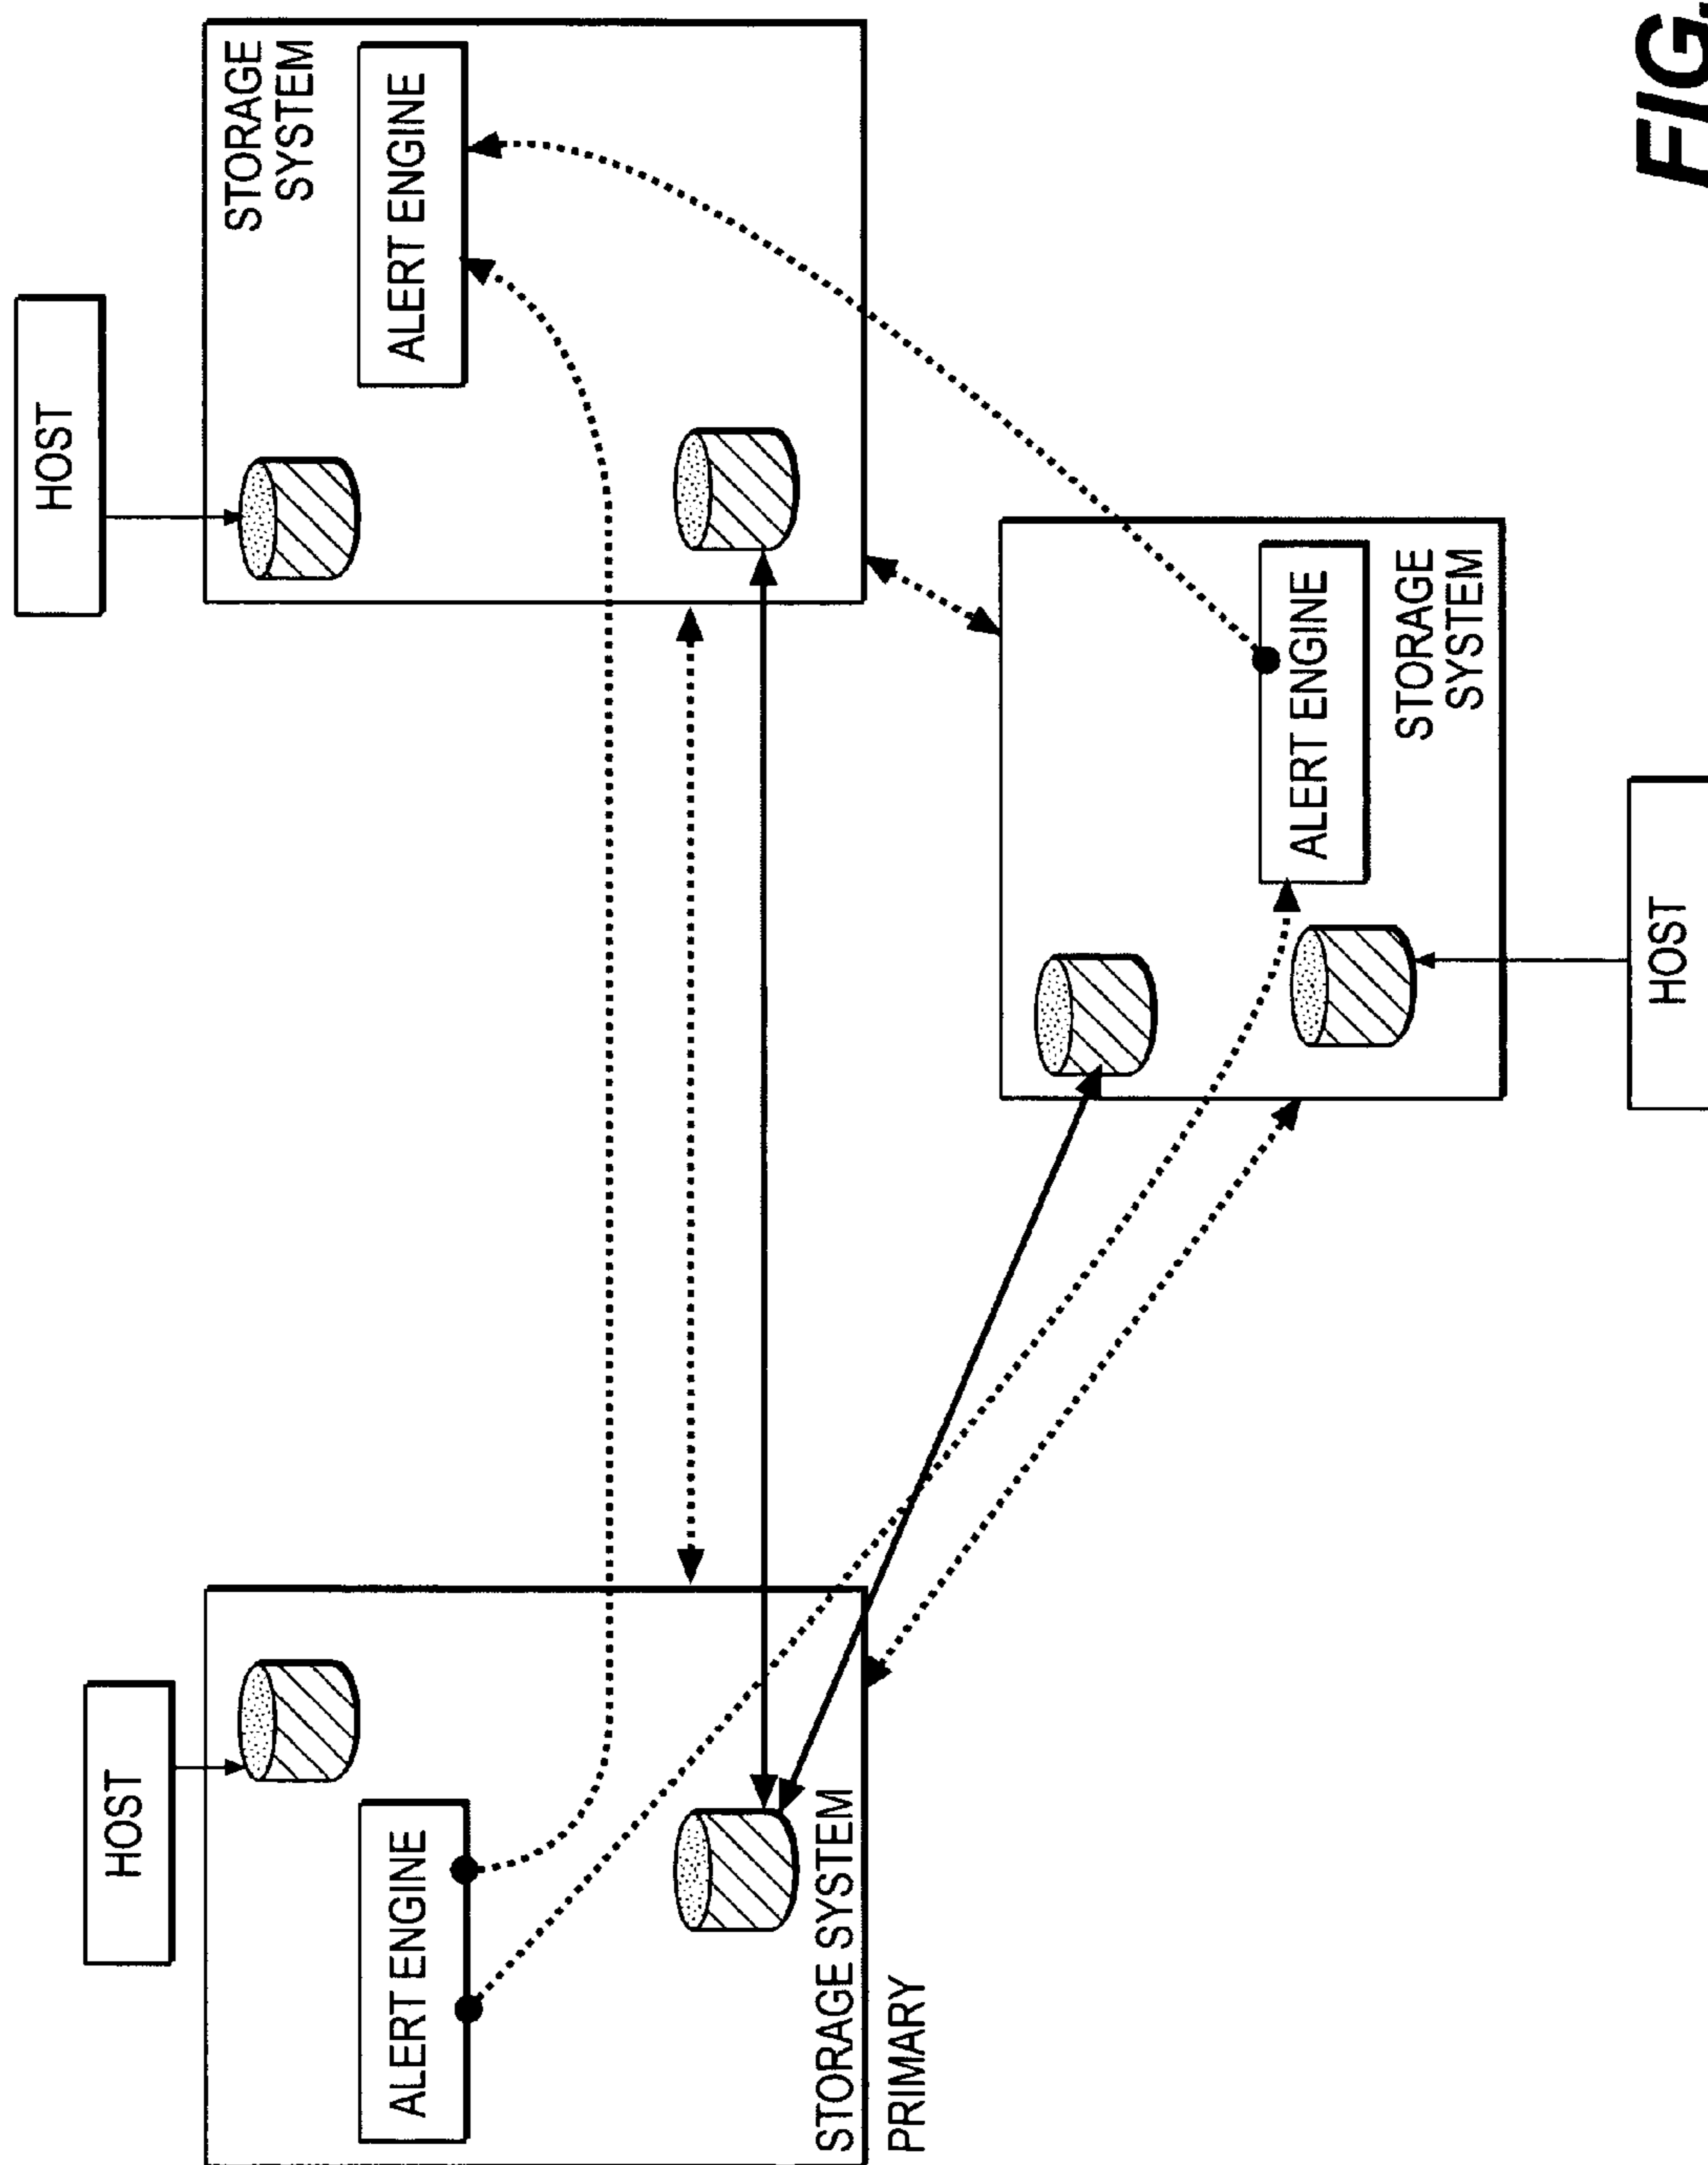 HOST
ALERT ENGINE
STORAGE SYSTEM
PRIMARY
HOST
STORAGE
SYSTEM
ALERT ENGINE
ALERT ENGINE
STORAGE
SYSTEM
HOST
FIG.